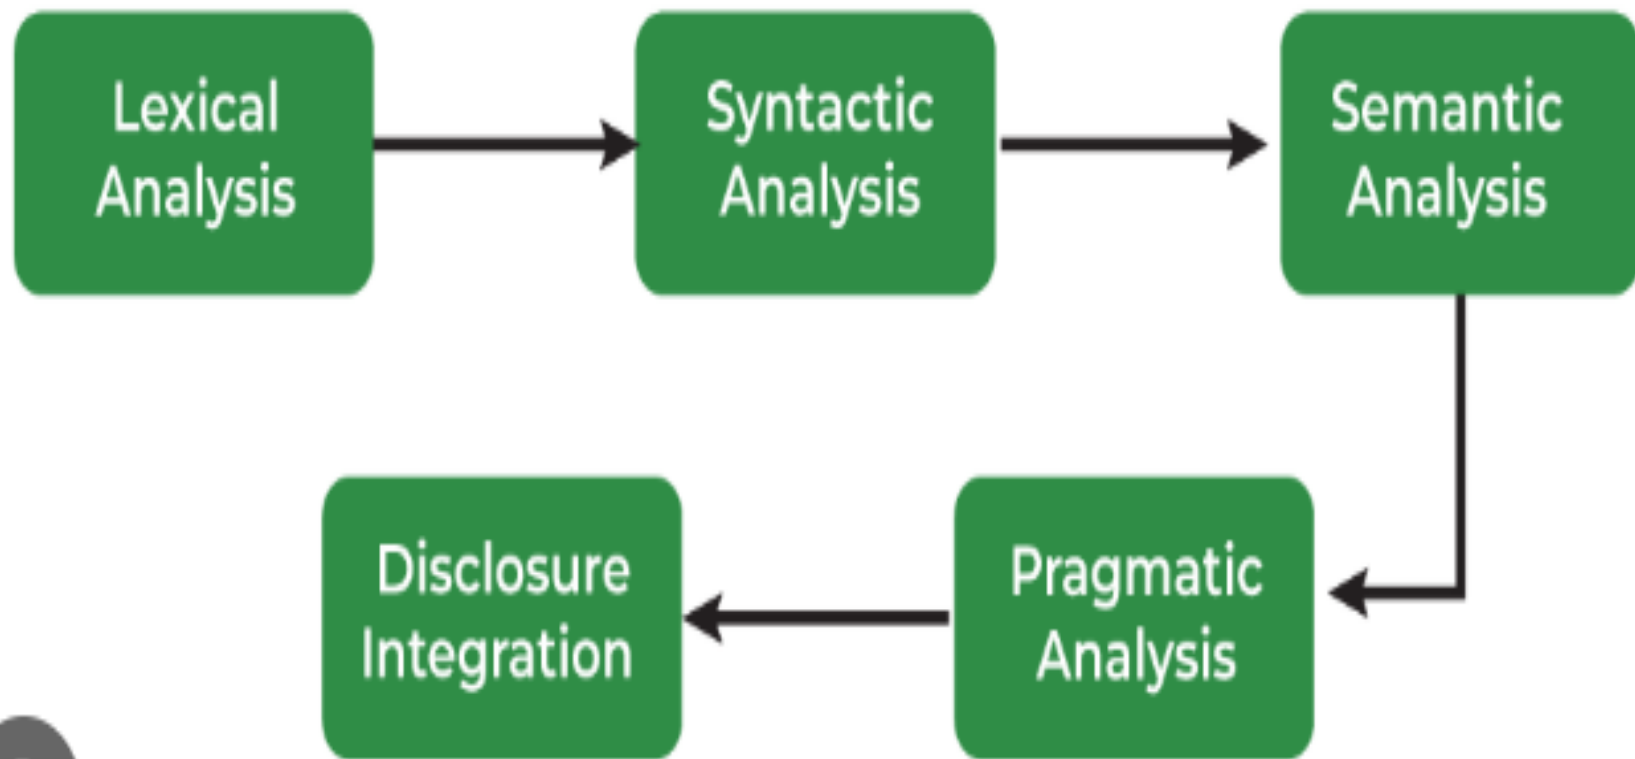 Lexical
Analysis
Syntactic
Analysis
Semantic
Analysis
Pragmatic
Analysis
Disclosure
Integration